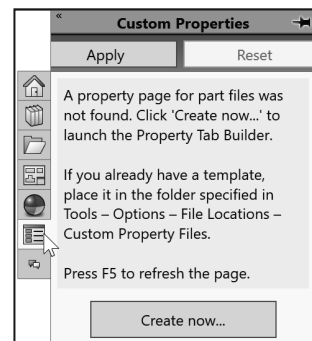 «
Custom Properties
Apply
Reset
A property page for part files was
not found. Click 'Create now...' to
launch the Property Tab Builder.
If you already have a template,
place it in the folder specified in
Tools – Options – File Locations –
Custom Property Files.
Press F5 to refresh the page.
Create now...